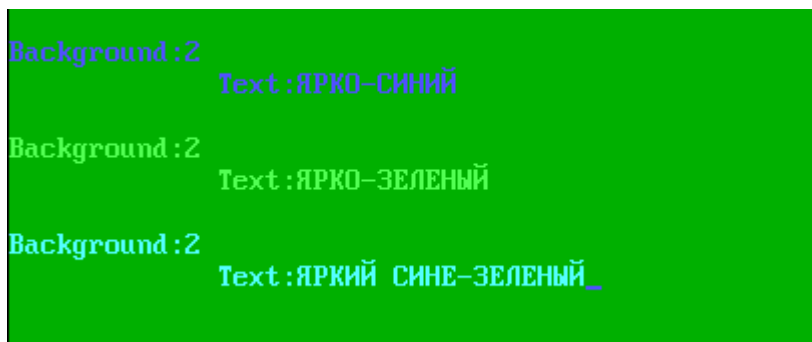 Background:2
Text:ЯРКО-СИНИЙ
Background:2
Text:ЯРКО-ЗЕЛЕНЫЙ
Background:2
Text:ЯРКИЙ СИНЕ-ЗЕЛЕНЫЙ_